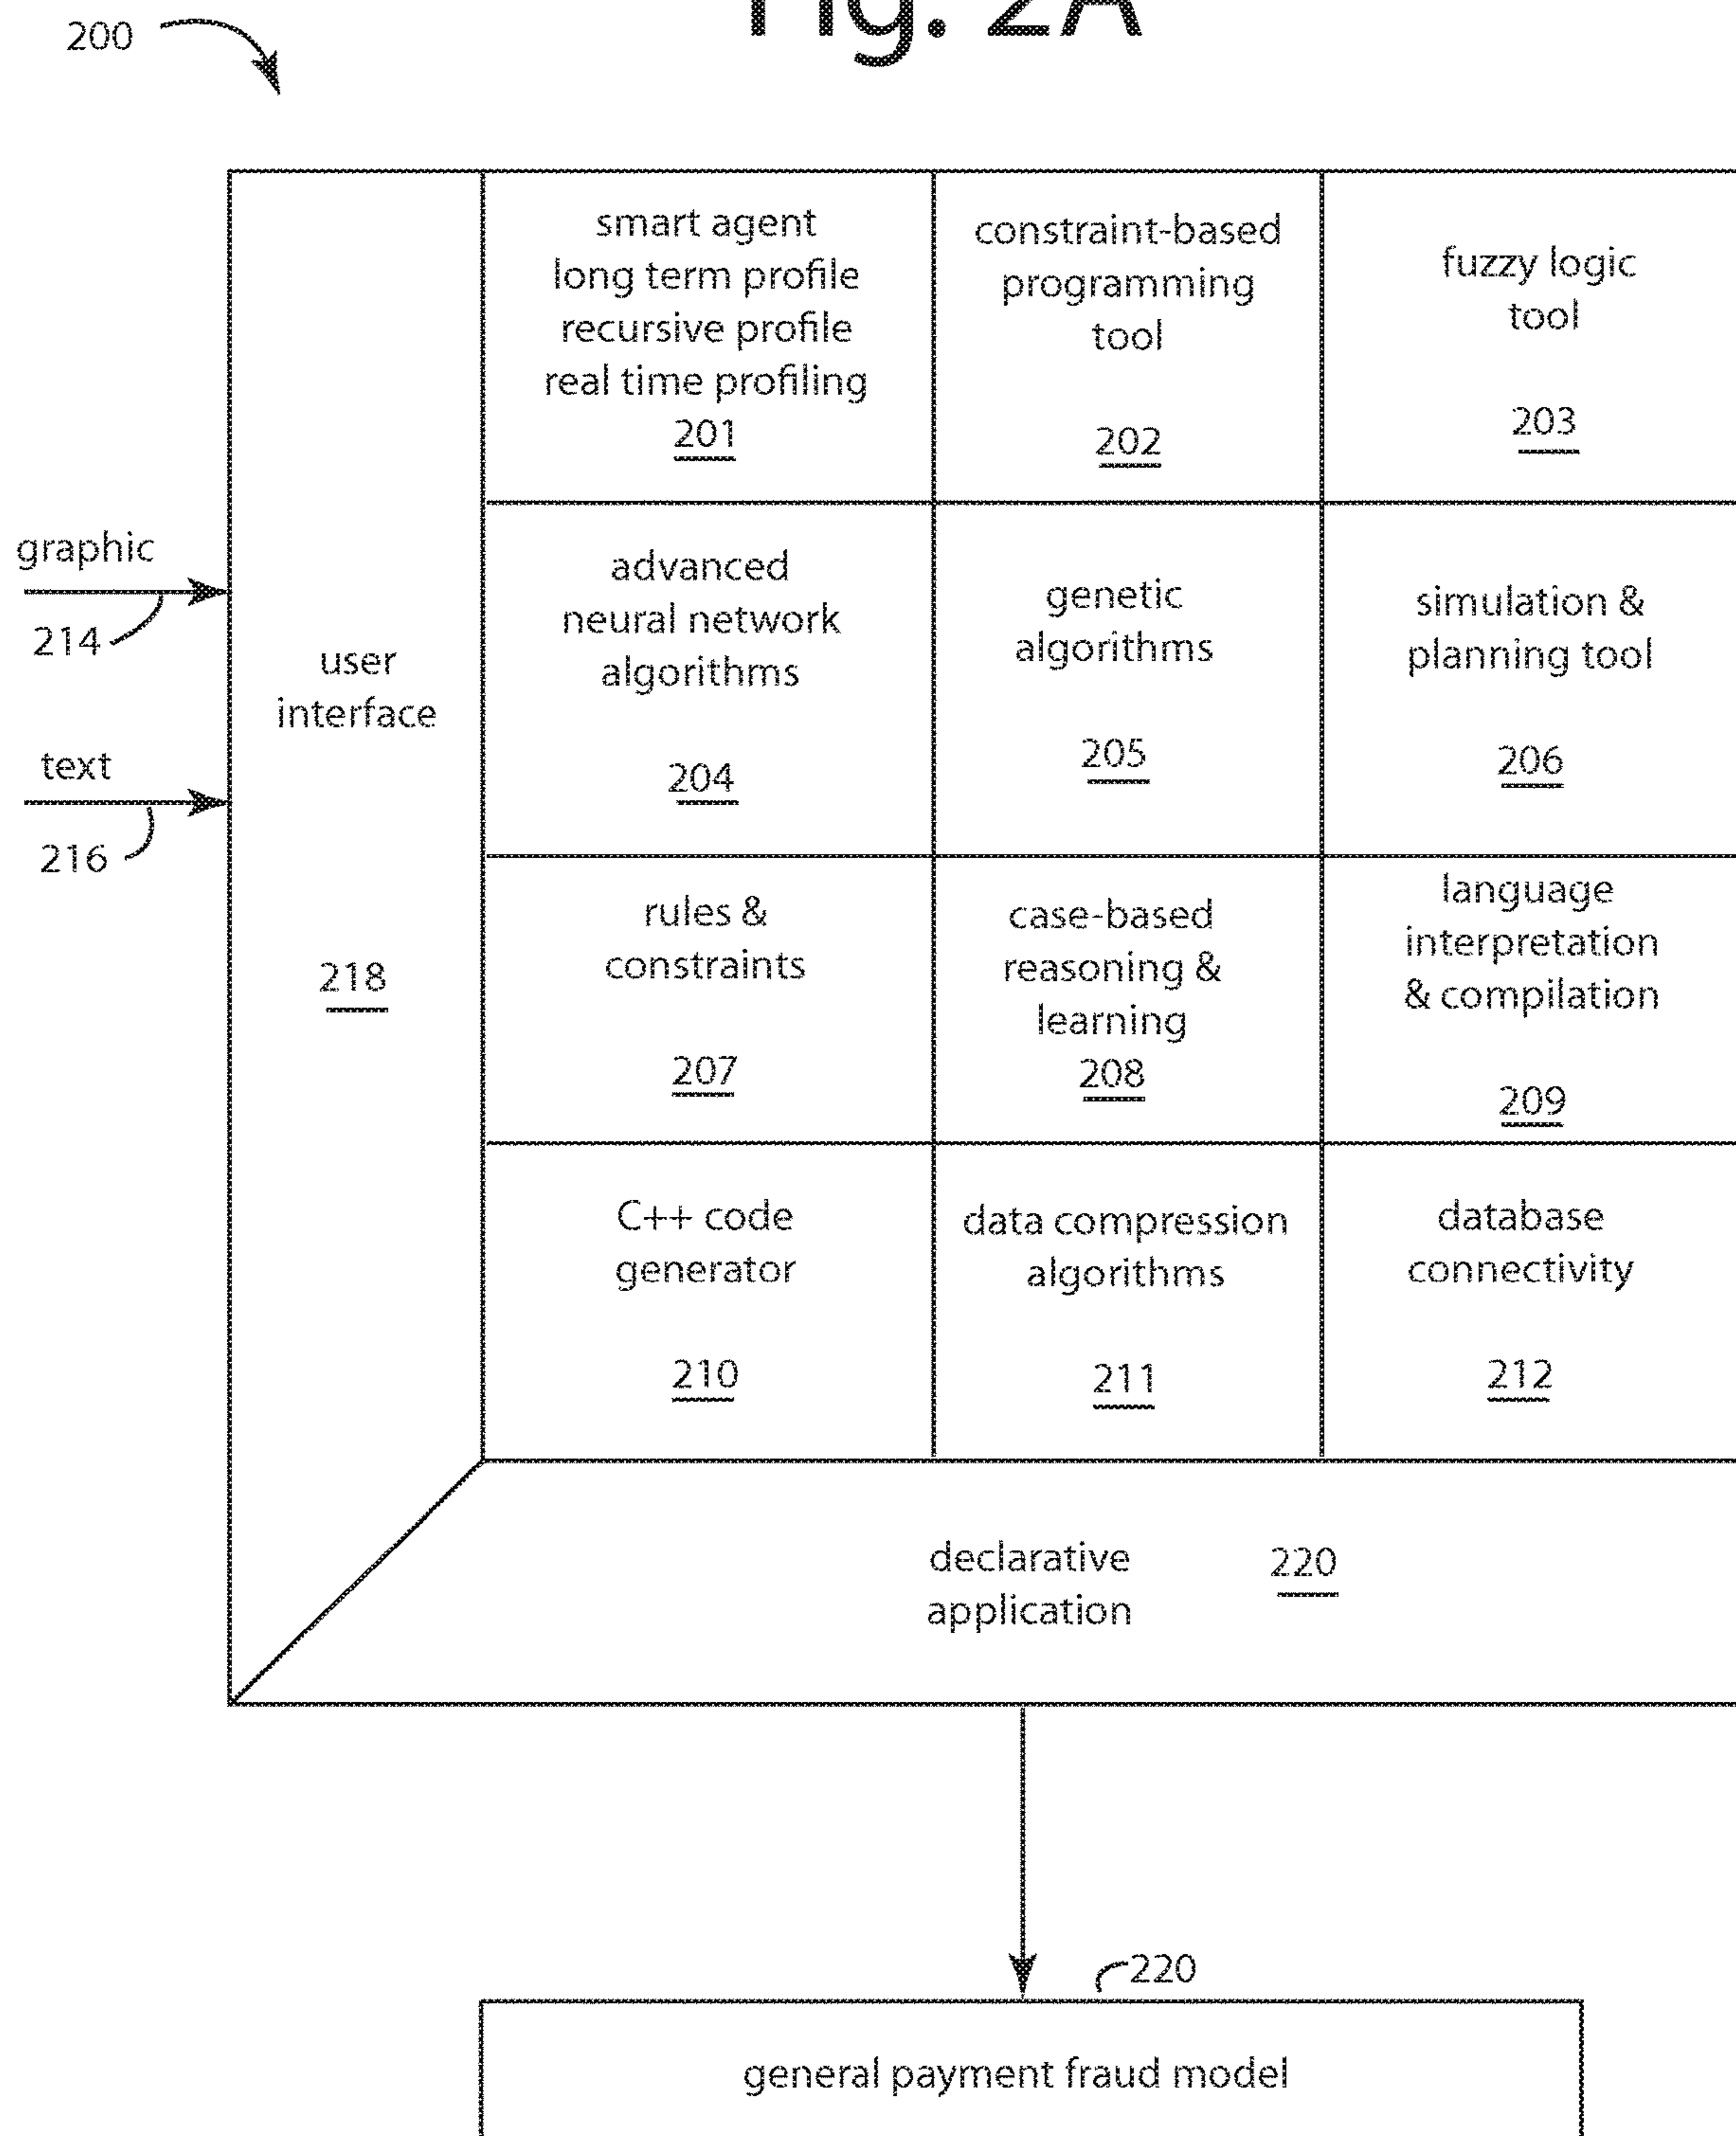 Fig. 2A
200
smart agent
long term profile
recursive profile
real time profiling
201
constraint-based
programming
tool
202
fuzzy logic
tool
203
graphic
214
text
216
user
interface
218
advanced
neural network
algorithms
204
genetic
algorithms
205
simulation &
planning tool
206
rules &
constraints
207
case-based
reasoning &
learning
208
language
interpretation
& compilation
209
C++ code
generator
210
data compression
algorithms
211
database
connectivity
212
declarative
application
220
220
general payment fraud model